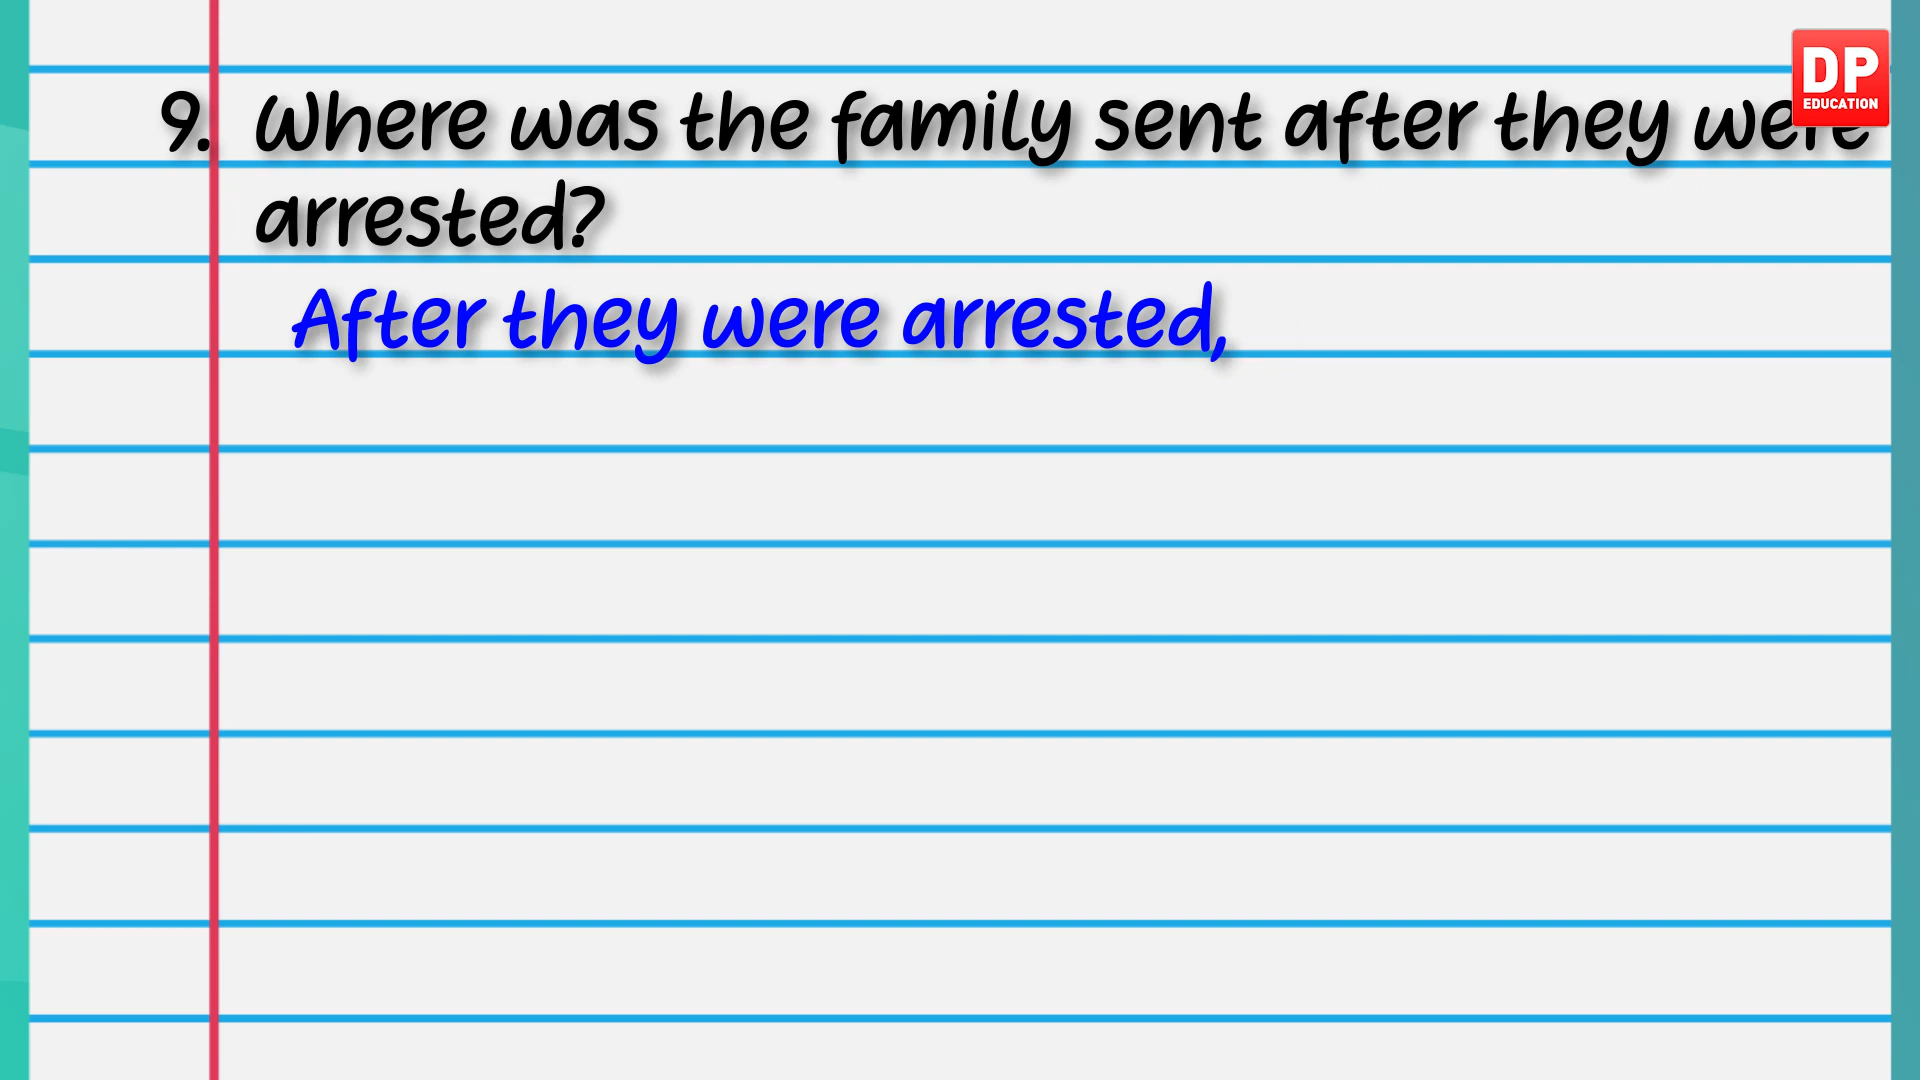 DP
EDUCATION
9. Where was the family sent after they were
arrested?
After they were arrested,